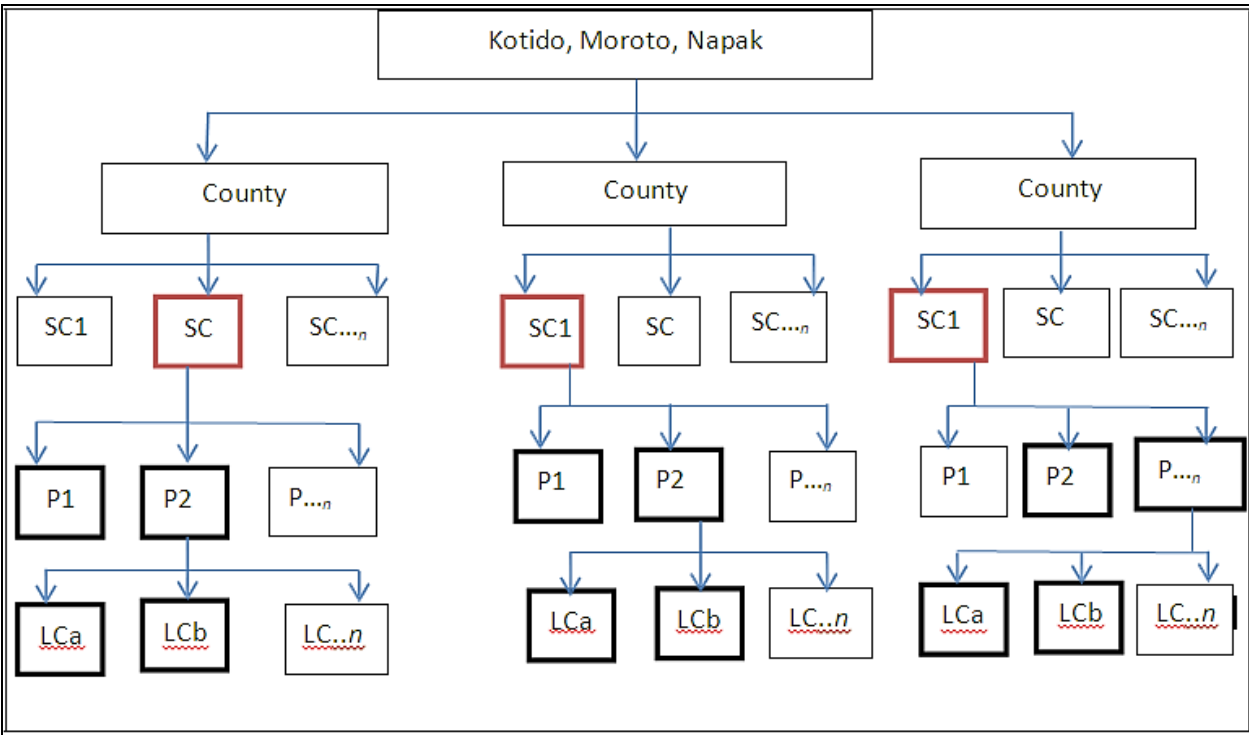 Kotido, Moroto, Napak
County
County
County
SC1
SC
SC...n
SC1
SC
SC...n
SC1
SC
SC...n
P1
P2
P...n
P1
P2
P...n
P1
P2
P...n
LCa
LCb
LC..n
LCa
LCb
LC..n
LCa
LCb
LC..n